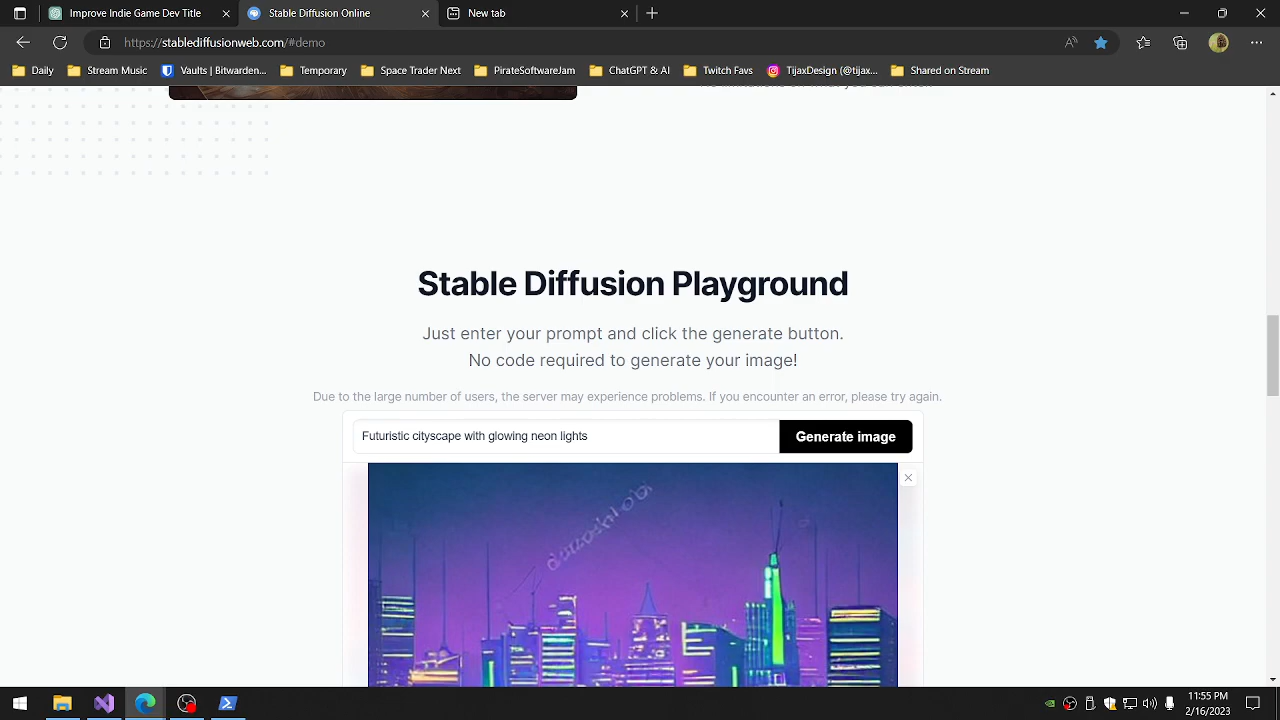 Improve Indie Game Dev Title
Stable Diffusion Online
New tab
https://stablediffusionweb.com/#demo
Daily
Stream Music
Vaults | Bitwarden...
Temporary
Space Trader Next
PirateSoftwareJam
ChatGPT & AI
Twitch Favs
TijaxDesign (@tijax...
Shared on Stream
Stable Diffusion Playground
Just enter your prompt and click the generate button.
No code required to generate your image!
Due to the large number of users, the server may experience problems. If you encounter an error, please try again.
Futuristic cityscape with glowing neon lights
Generate image
11:55 PM
2/16/2023